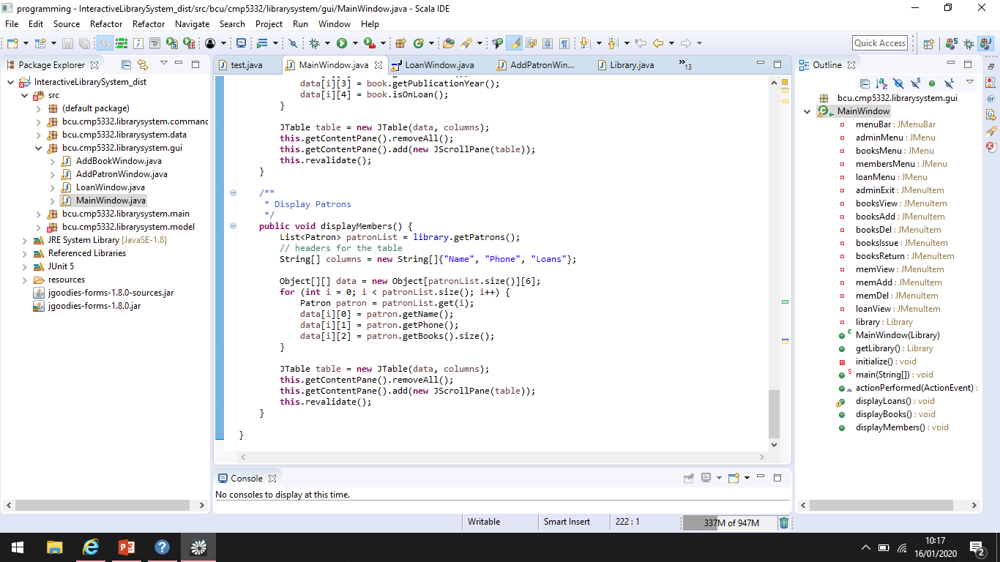 programming - InteractiveLibrarySystem_dist/src/bcu/cmp5332/librarysystem/gui/MainWindow.java - Scala IDE
File Edit Source Refactor Refactor Navigate Search Project Run Window Help
Quick Access
Package Explorer
InteractiveLibrarySystem_dist
src
(default package)
bcu.cmp5332.librarysystem.command
bcu.cmp5332.librarysystem.data
bcu.cmp5332.librarysystem.gui
AddBookWindow.java
AddPatronWindow.java
LoanWindow.java
MainWindow.java
bcu.cmp5332.librarysystem.main
bcu.cmp5332.librarysystem.model
JRE System Library [JavaSE-1.8]
Referenced Libraries
JUnit 5
resources
jgoodies-forms-1.8.0-sources.jar
jgoodies-forms-1.8.0.jar
test.java MainWindow.java LoanWindow.java AddPatronWin... Library.java »13
data[i][3] = book.getPublicationYear();
data[i][4] = book.isOnLoan();
}
JTable table = new JTable(data, columns);
this.getContentPane().removeAll();
this.getContentPane().add(new JScrollPane(table));
this.revalidate();
}
/**
* Display Patrons
*/
public void displayMembers() {
List<Patron> patronList = library.getPatrons();
// headers for the table
String[] columns = new String[]{"Name", "Phone", "Loans"};
Object[][] data = new Object[patronList.size()][6];
for (int i = 0; i < patronList.size(); i++) {
Patron patron = patronList.get(i);
data[i][0] = patron.getName();
data[i][1] = patron.getPhone();
data[i][2] = patron.getBooks().size();
}
JTable table = new JTable(data, columns);
this.getContentPane().removeAll();
this.getContentPane().add(new JScrollPane(table));
this.revalidate();
}
}
Console
No consoles to display at this time.
Outline
bcu.cmp5332.librarysystem.gui
MainWindow
menuBar : JMenuBar
adminMenu : JMenu
booksMenu : JMenu
membersMenu : JMenu
loanMenu : JMenu
adminExit : JMenuItem
booksView : JMenuItem
booksAdd : JMenuItem
booksDel : JMenuItem
booksIssue : JMenuItem
booksReturn : JMenuItem
memView : JMenuItem
memAdd : JMenuItem
memDel : JMenuItem
loanView : JMenuItem
library : Library
MainWindow(Library)
getLibrary() : Library
initialize() : void
main(String[]) : void
actionPerformed(ActionEvent) :
displayLoans() : void
displayBooks() : void
displayMembers() : void
Writable Smart Insert 222 : 1 337M of 947M
10:17
16/01/2020
2